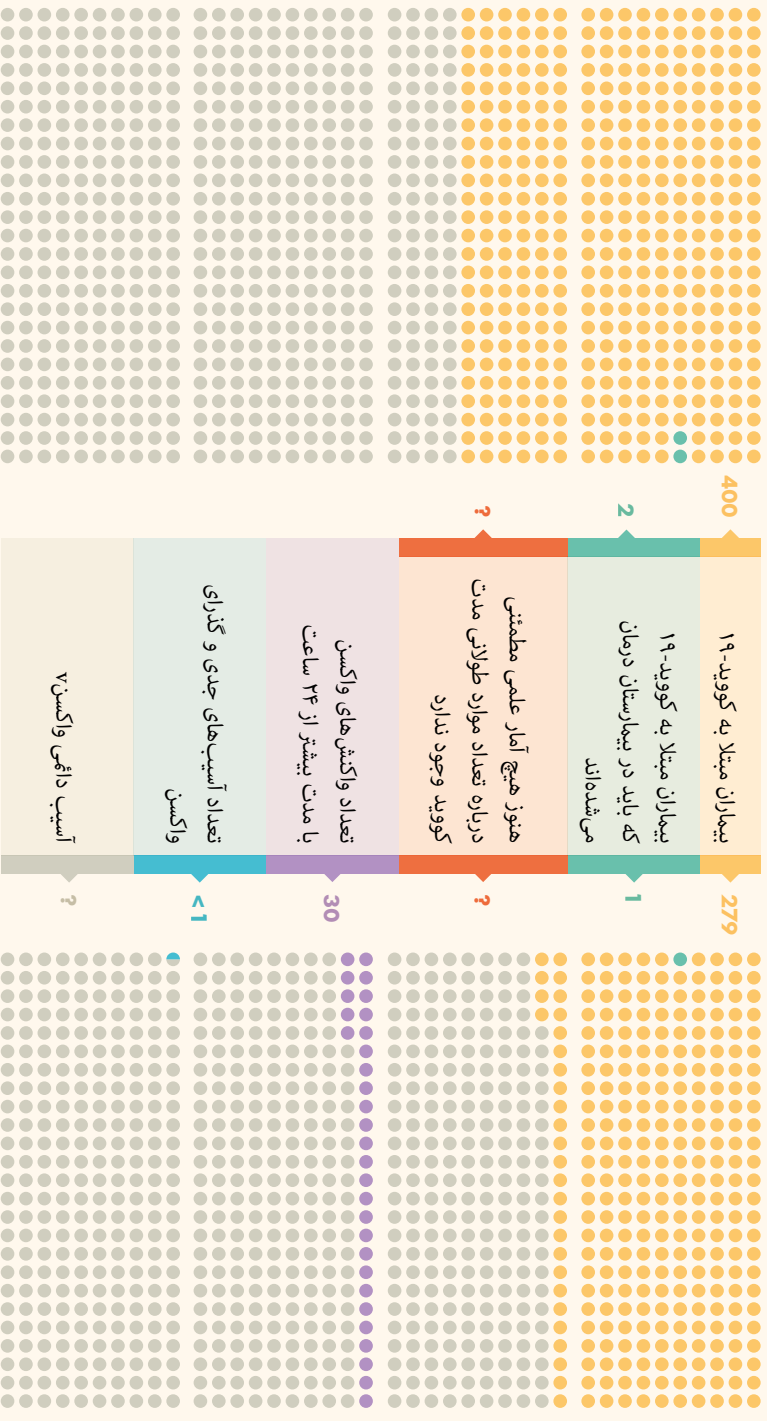 279
بیماران مبتلا به کووید-۱۹
400
1
بیماران مبتلا به کووید-۱۹
که باید در بیمارستان درمان
می‌شده‌اند
2
?
هنوز هیچ آمار علمی مطمئنی
درباره تعداد موارد طولانی مدت
کووید وجود ندارد
?
30
تعداد واکنش‌های واکسن
با مدت بیشتر از ۲۴ ساعت
<1
تعداد آسیب‌های جدی و گذرای
واکسن
?
آسیب دائمی واکسن۷